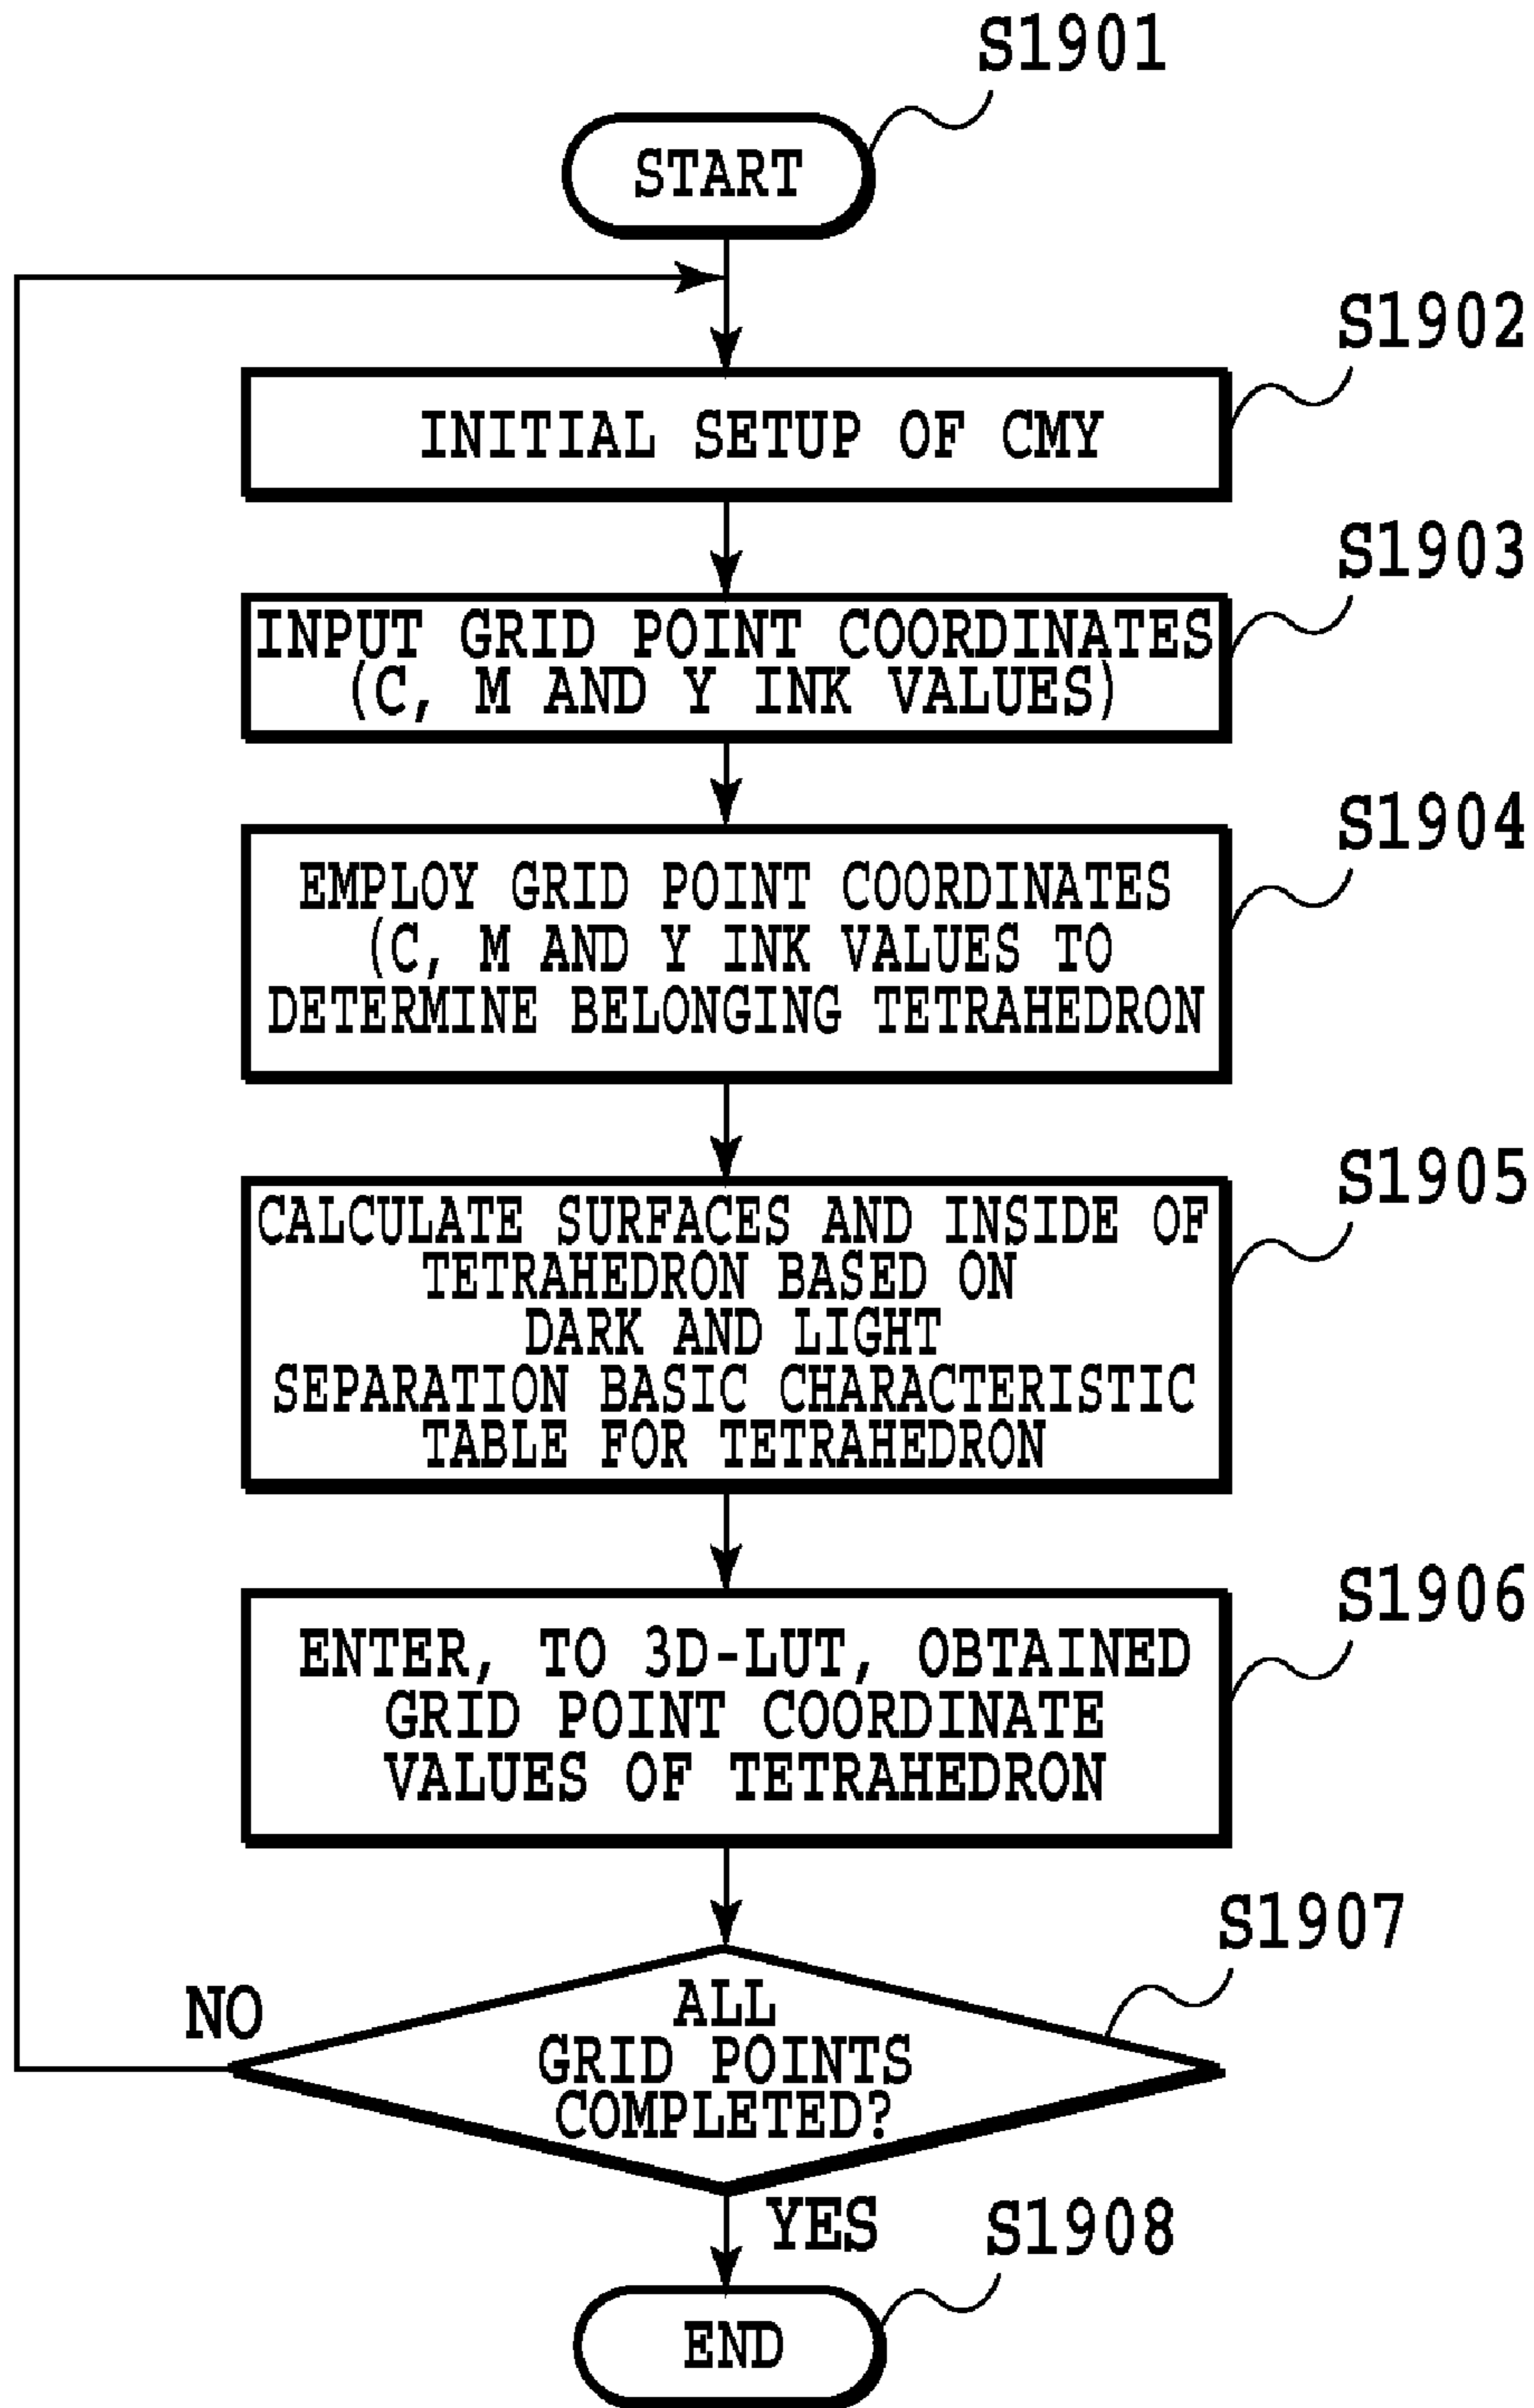 S1901
START
S1902
INITIAL SETUP OF CMY
S1903
INPUT GRID POINT COORDINATES
(C, M AND Y INK VALUES)
S1904
EMPLOY GRID POINT COORDINATES
(C, M AND Y INK VALUES TO
DETERMINE BELONGING TETRAHEDRON
S1905
CALCULATE SURFACES AND INSIDE OF
TETRAHEDRON BASED ON
DARK AND LIGHT
SEPARATION BASIC CHARACTERISTIC
TABLE FOR TETRAHEDRON
S1906
ENTER, TO 3D-LUT, OBTAINED
GRID POINT COORDINATE
VALUES OF TETRAHEDRON
S1907
NO
ALL
GRID POINTS
COMPLETED?
YES
S1908
END